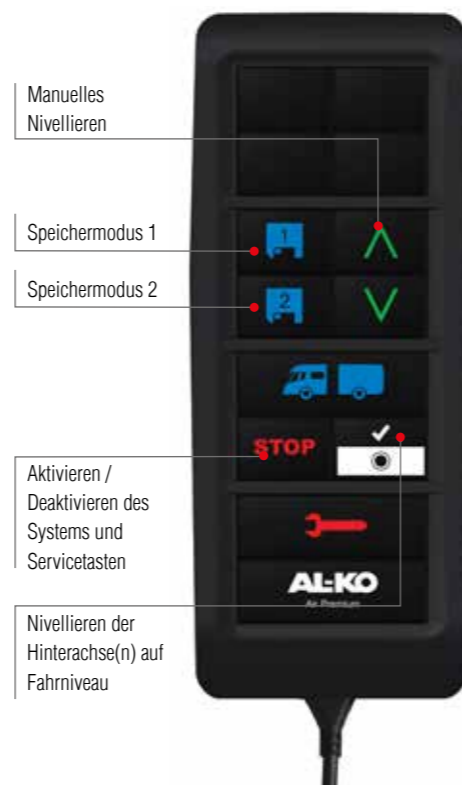 Manuelles
Nivellieren
Speichermodus 1
1
Speichermodus 2
2
STOP
Aktivieren /
Deaktivieren des
Systems und
Servicetasten
AL-KO
Air Premium
Nivellieren der
Hinterachse(n) auf
Fahrniveau